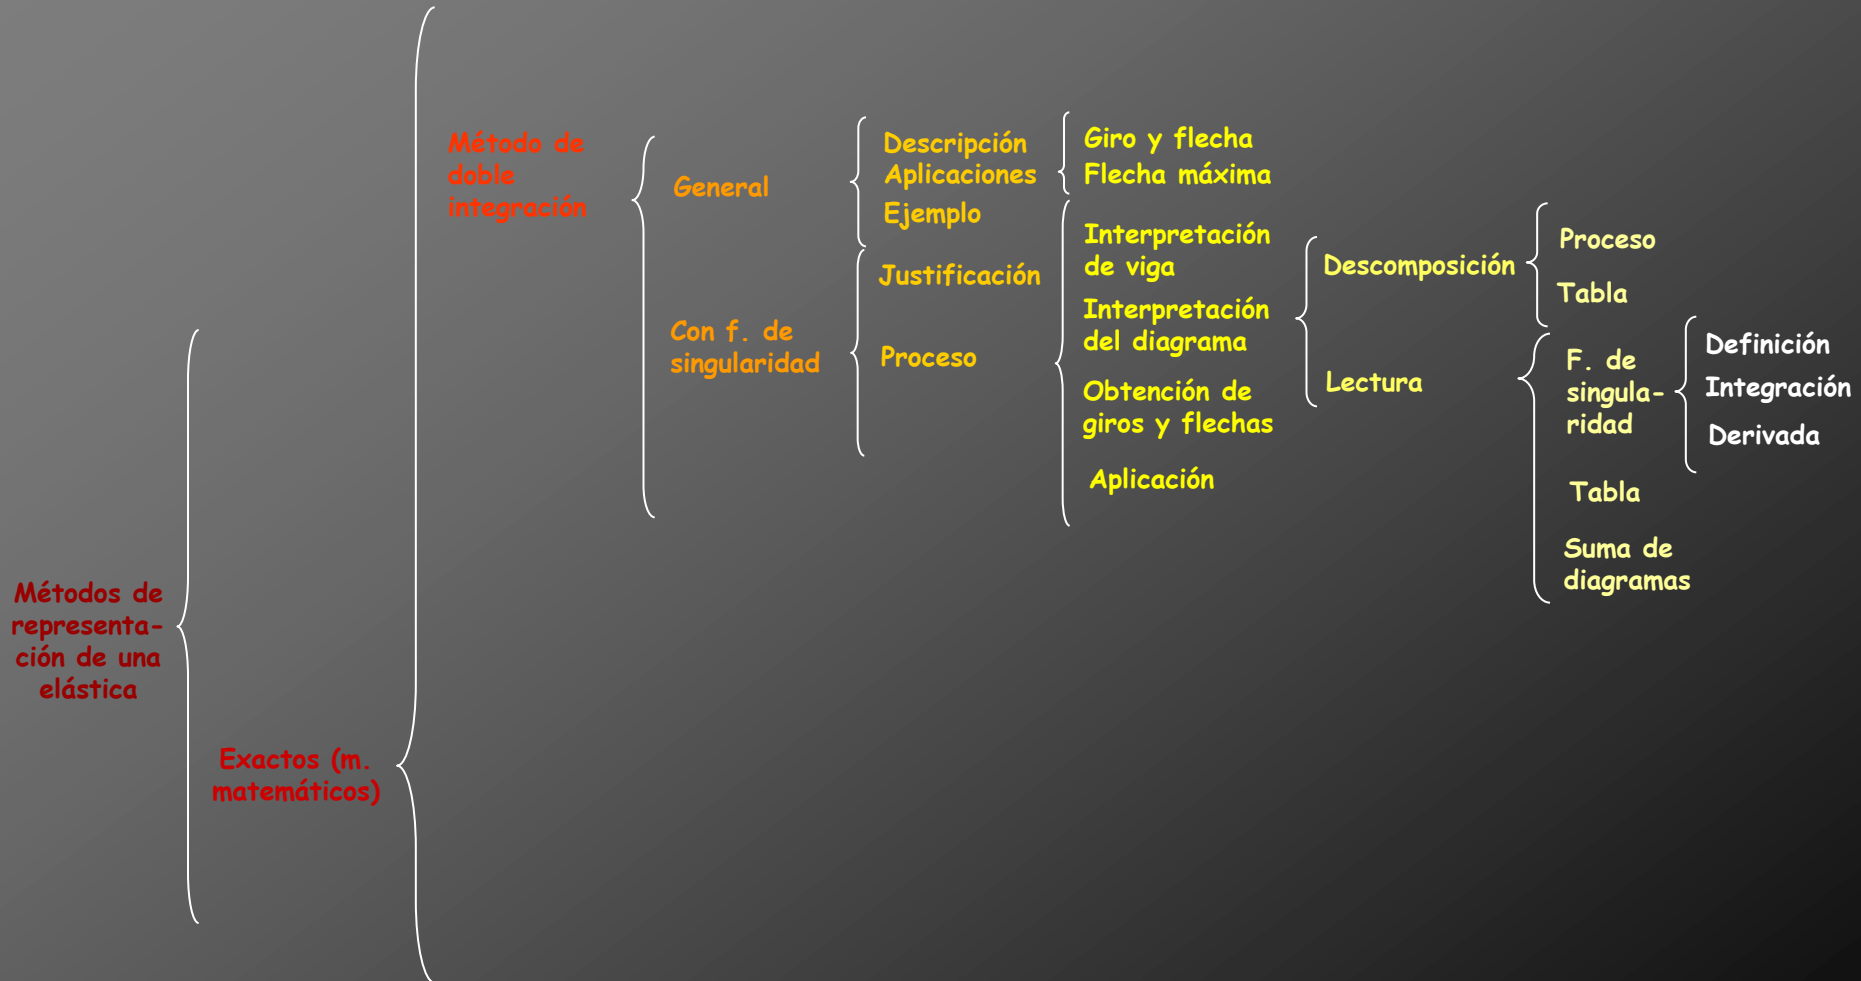 Métodos de
representa-
ción de una
elástica
Exactos (m.
matemáticos)
Método de
doble
integración
General
Descripción
Aplicaciones
Giro y flecha
Flecha máxima
Ejemplo
Con f. de
singularidad
Justificación
Proceso
Interpretación
de viga
Interpretación
del diagrama
Descomposición
Proceso
Tabla
Lectura
F. de
singula-
ridad
Definición
Integración
Derivada
Tabla
Suma de
diagramas
Obtención de
giros y flechas
Aplicación